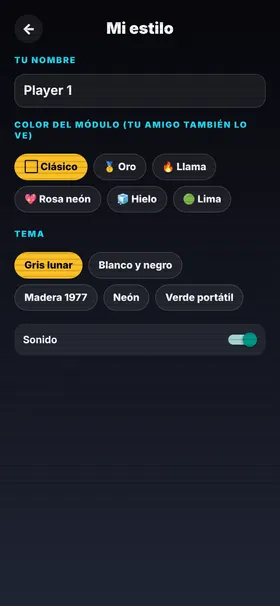 Mi estilo
TU NOMBRE
Player 1
COLOR DEL MÓDULO (TU AMIGO TAMBIÉN LO
VE)
Clásico
Oro
Llama
Rosa neón
Hielo
Lima
TEMA
Gris lunar
Blanco y negro
Madera 1977
Neón
Verde portátil
Sonido